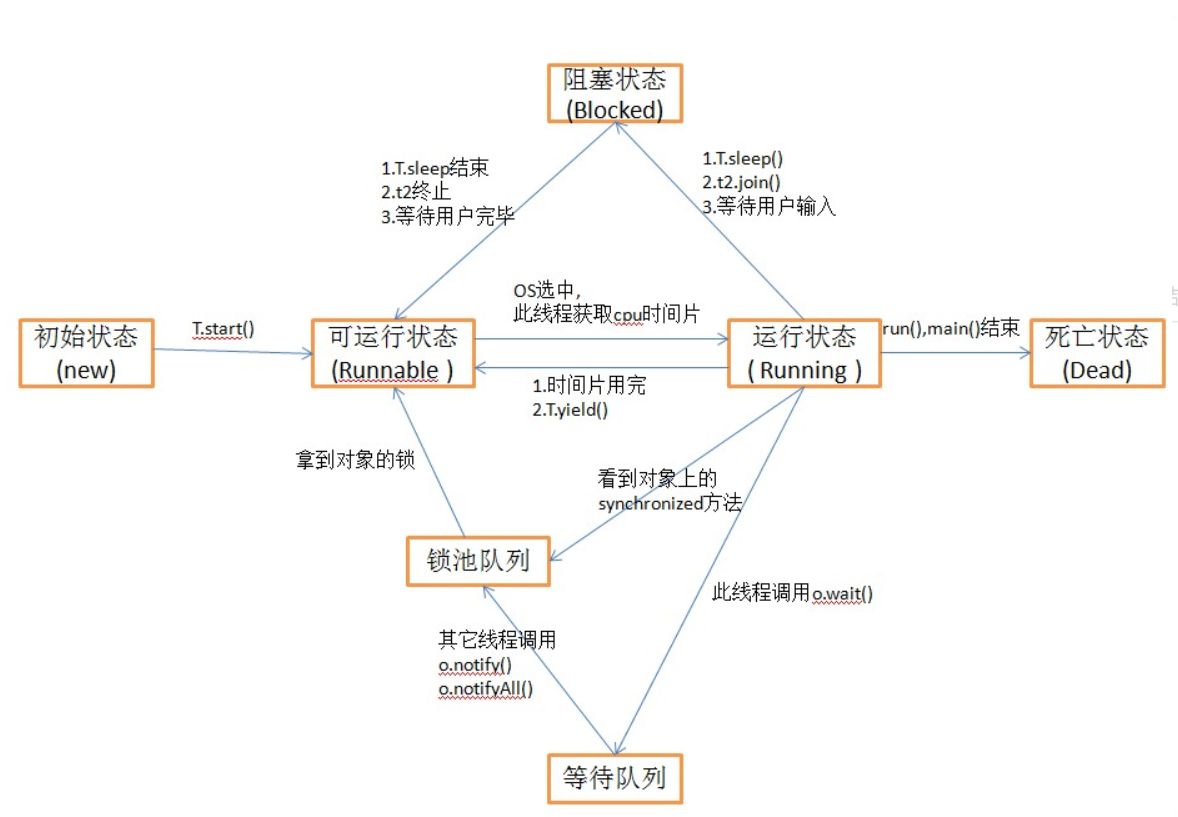 阻塞状态
(Blocked)
1.T.sleep结束
2.t2终止
3.等待用户完毕
1.T.sleep()
2.t2.join()
3.等待用户输入
OS选中,
此线程获取cpu时间片
初始状态
(new)
T.start()
可运行状态
(Runnable )
运行状态
( Running )
run(),main()结束
死亡状态
(Dead)
1.时间片用完
2.T.yield()
拿到对象的锁
看到对象上的
synchronized方法
锁池队列
此线程调用o.wait()
其它线程调用
o.notify()
o.notifyAll()
等待队列